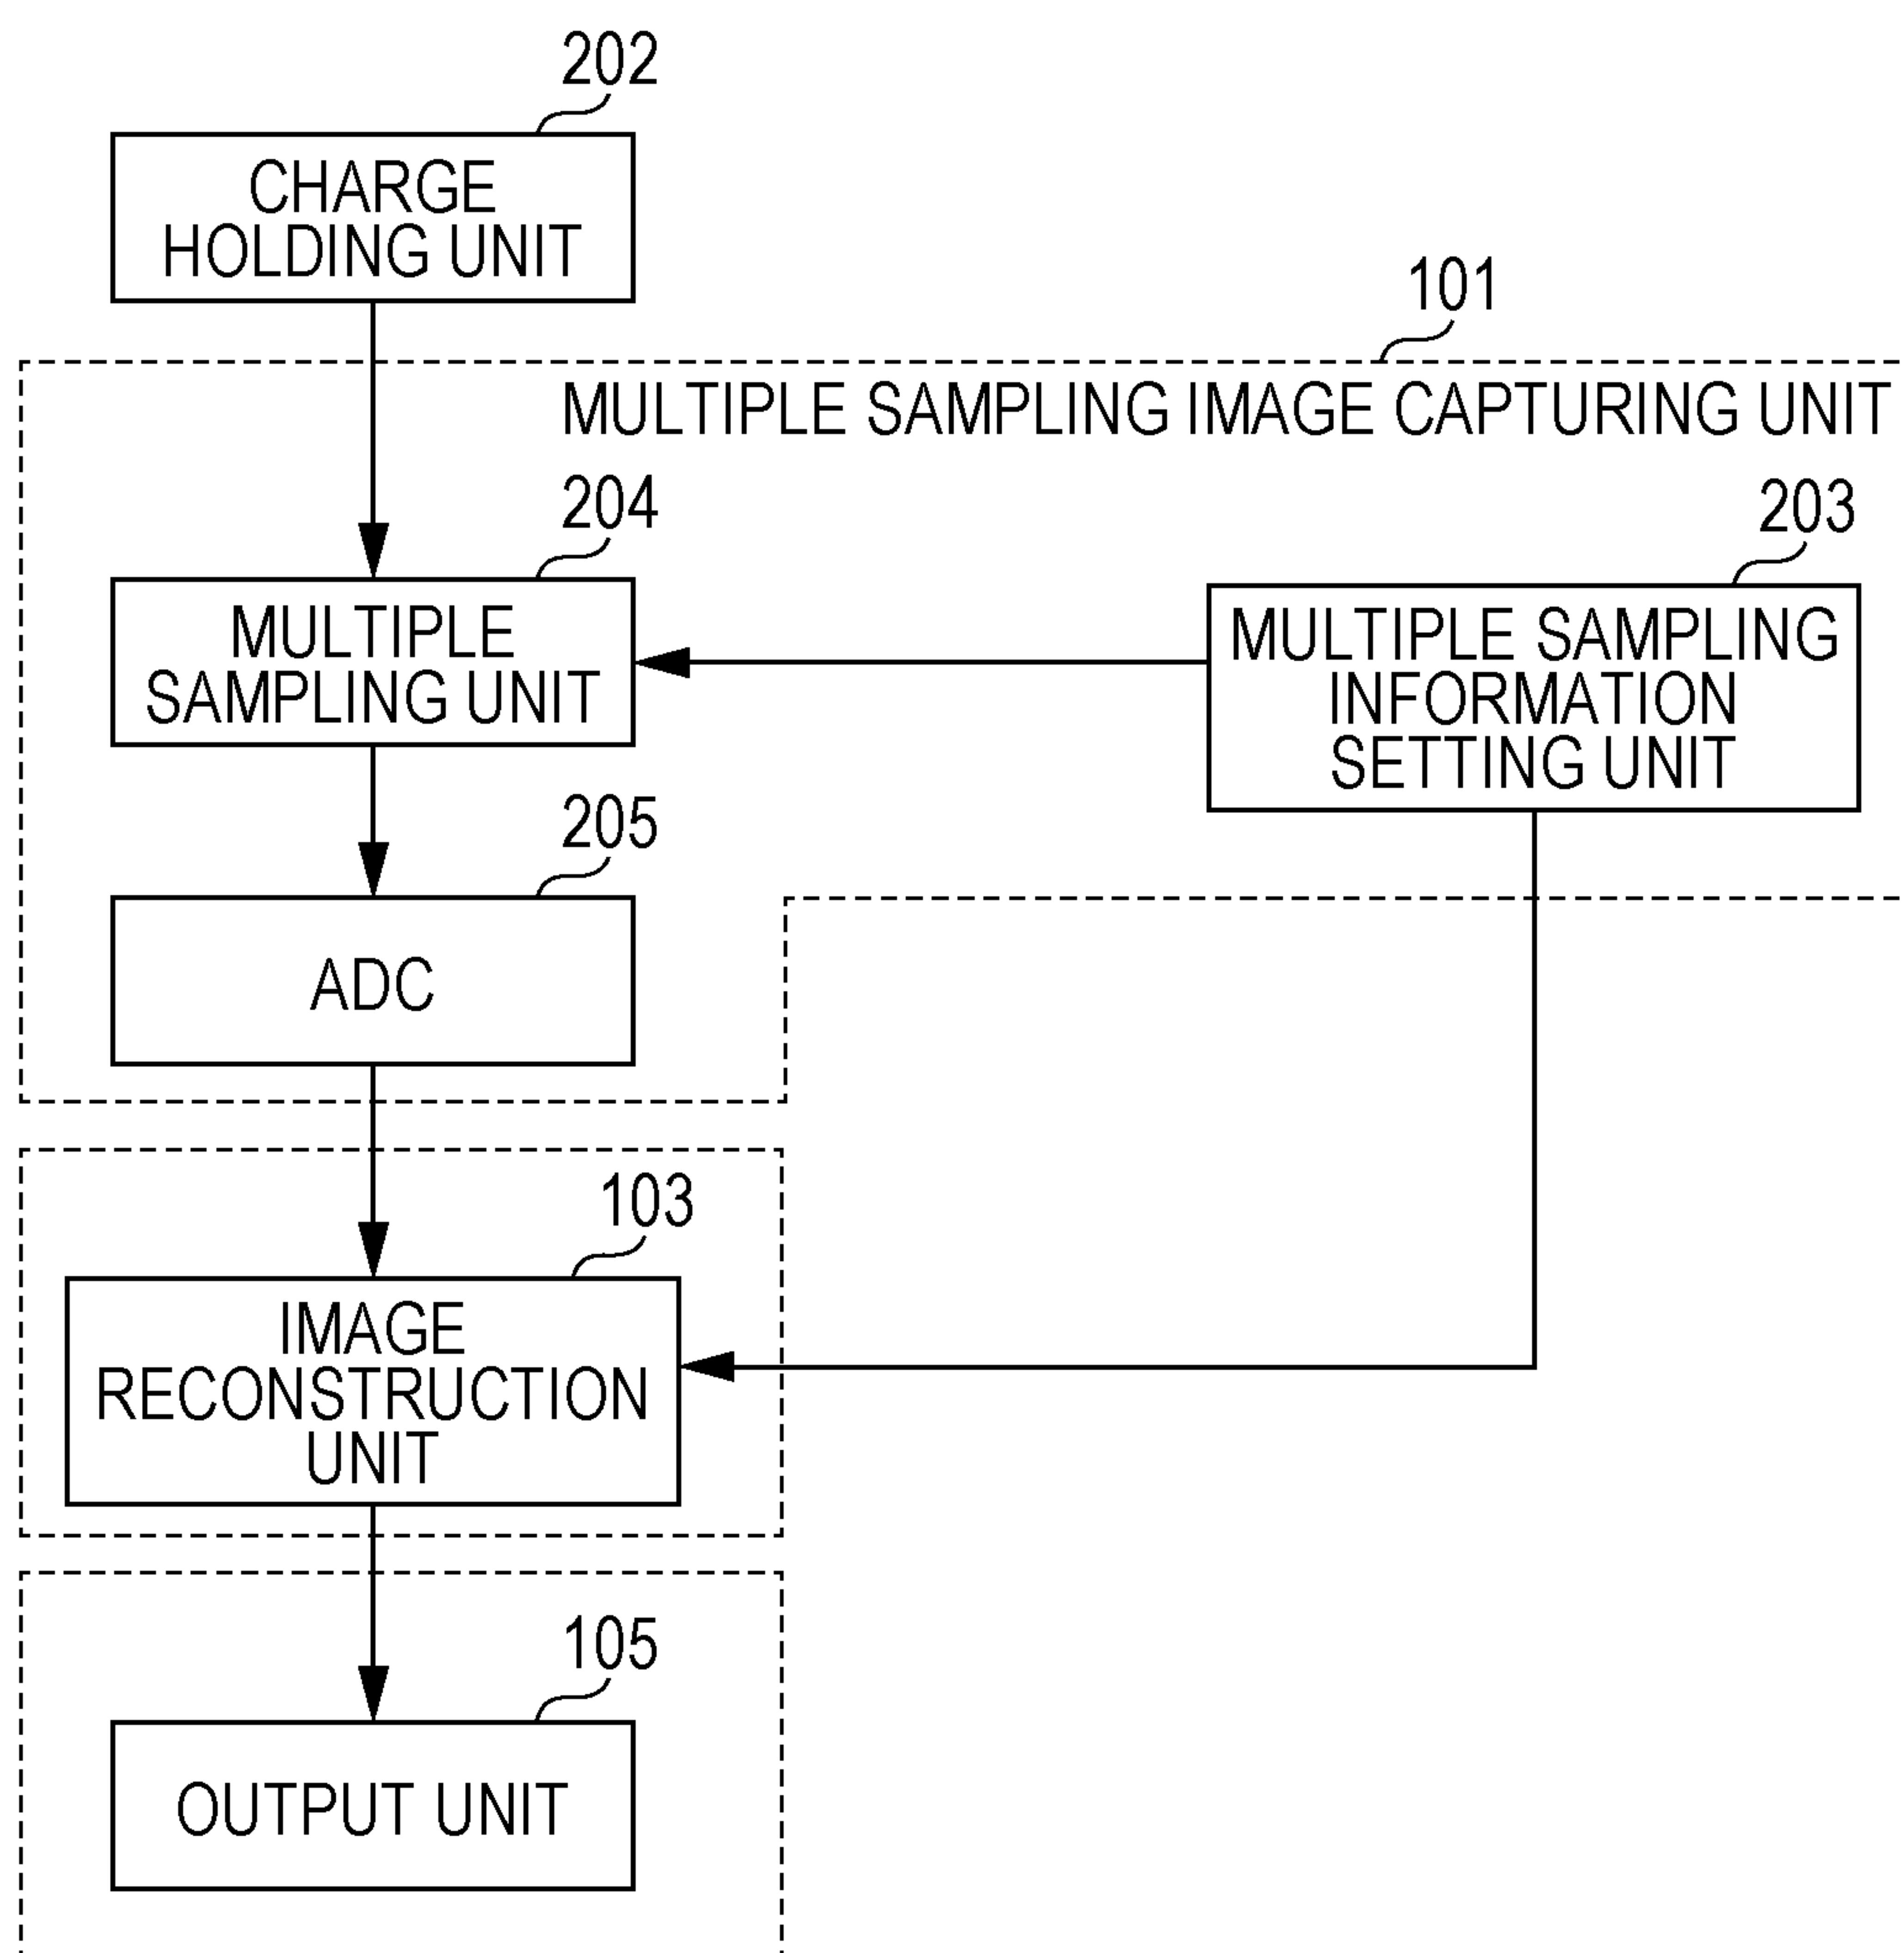 202
CHARGE
HOLDING UNIT
101
MULTIPLE SAMPLING IMAGE CAPTURING UNIT
204
MULTIPLE
SAMPLING UNIT
203
MULTIPLE SAMPLING
INFORMATION
SETTING UNIT
205
ADC
103
IMAGE
RECONSTRUCTION
UNIT
105
OUTPUT UNIT